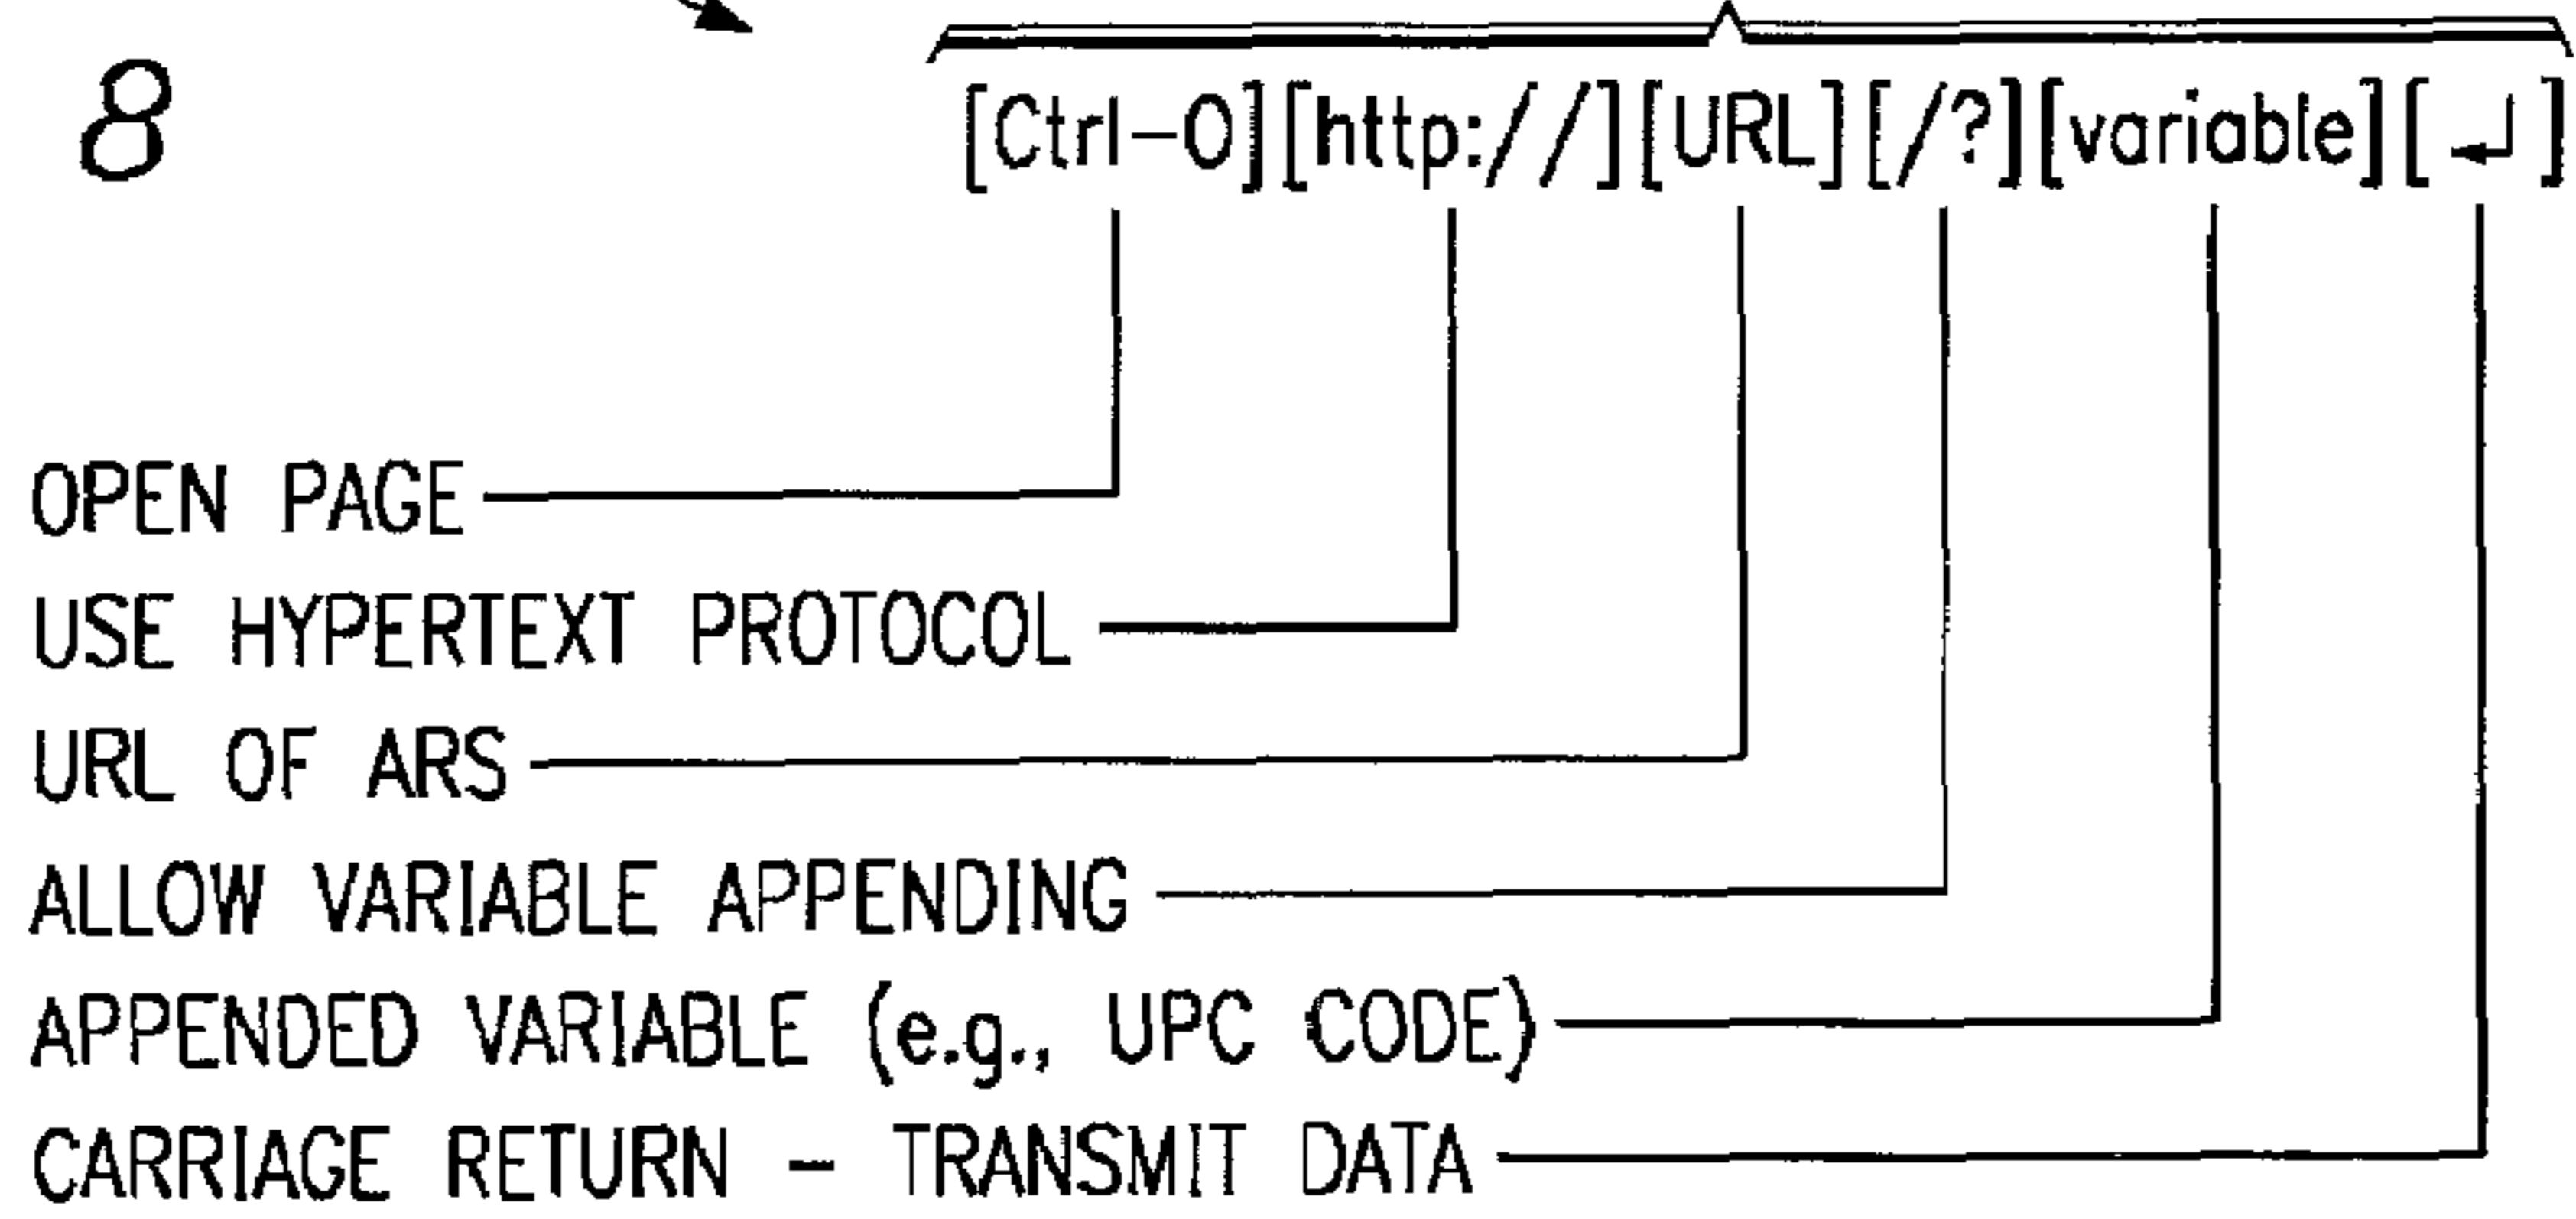 8
[Ctrl-O][http://][URL][/?][variable][↵]
OPEN PAGE
USE HYPERTEXT PROTOCOL
URL OF ARS
ALLOW VARIABLE APPENDING
APPENDED VARIABLE (e.g., UPC CODE)
CARRIAGE RETURN - TRANSMIT DATA